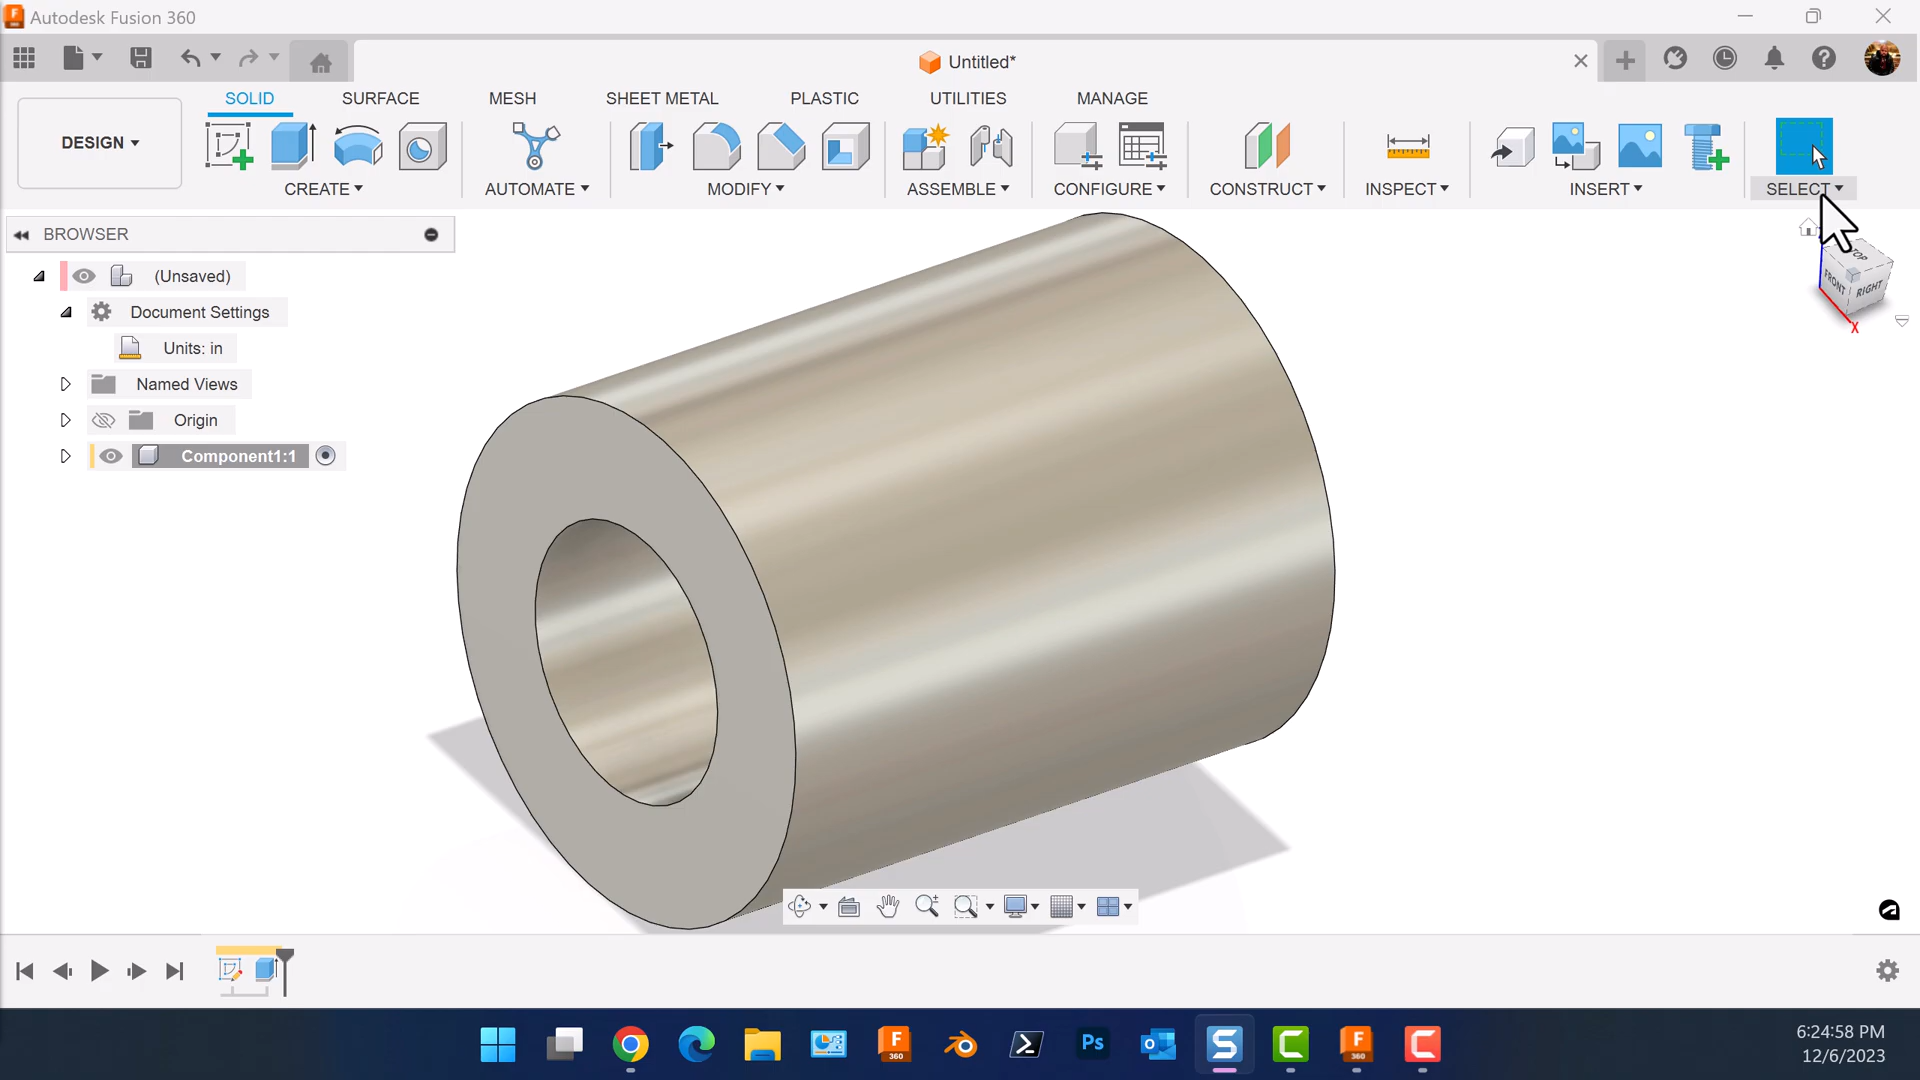 Autodesk Fusion 360
Untitled*
SOLID SURFACE MESH SHEET METAL PLASTIC UTILITIES MANAGE
DESIGN
CREATE AUTOMATE MODIFY ASSEMBLE CONFIGURE CONSTRUCT INSPECT INSERT SELECT
BROWSER
(Unsaved)
Document Settings
Units: in
Named Views
Origin
Component1:1
TOP
FRONT
RIGHT
X
F
360
Ps
S
C
F
360
C
6:24:58 PM
12/6/2023